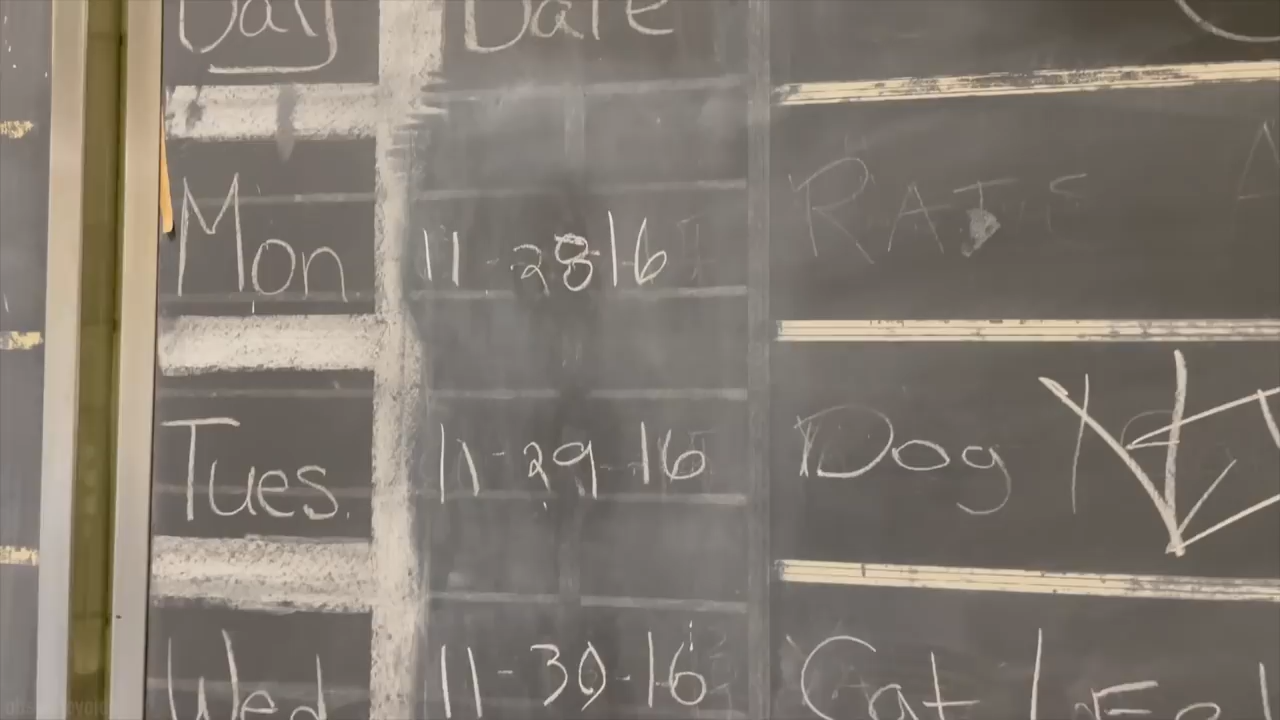 Day Date
Mon 11-28-16 RATS
Tues. 11-29-16 Dog
Wed 11-30-16 Cat